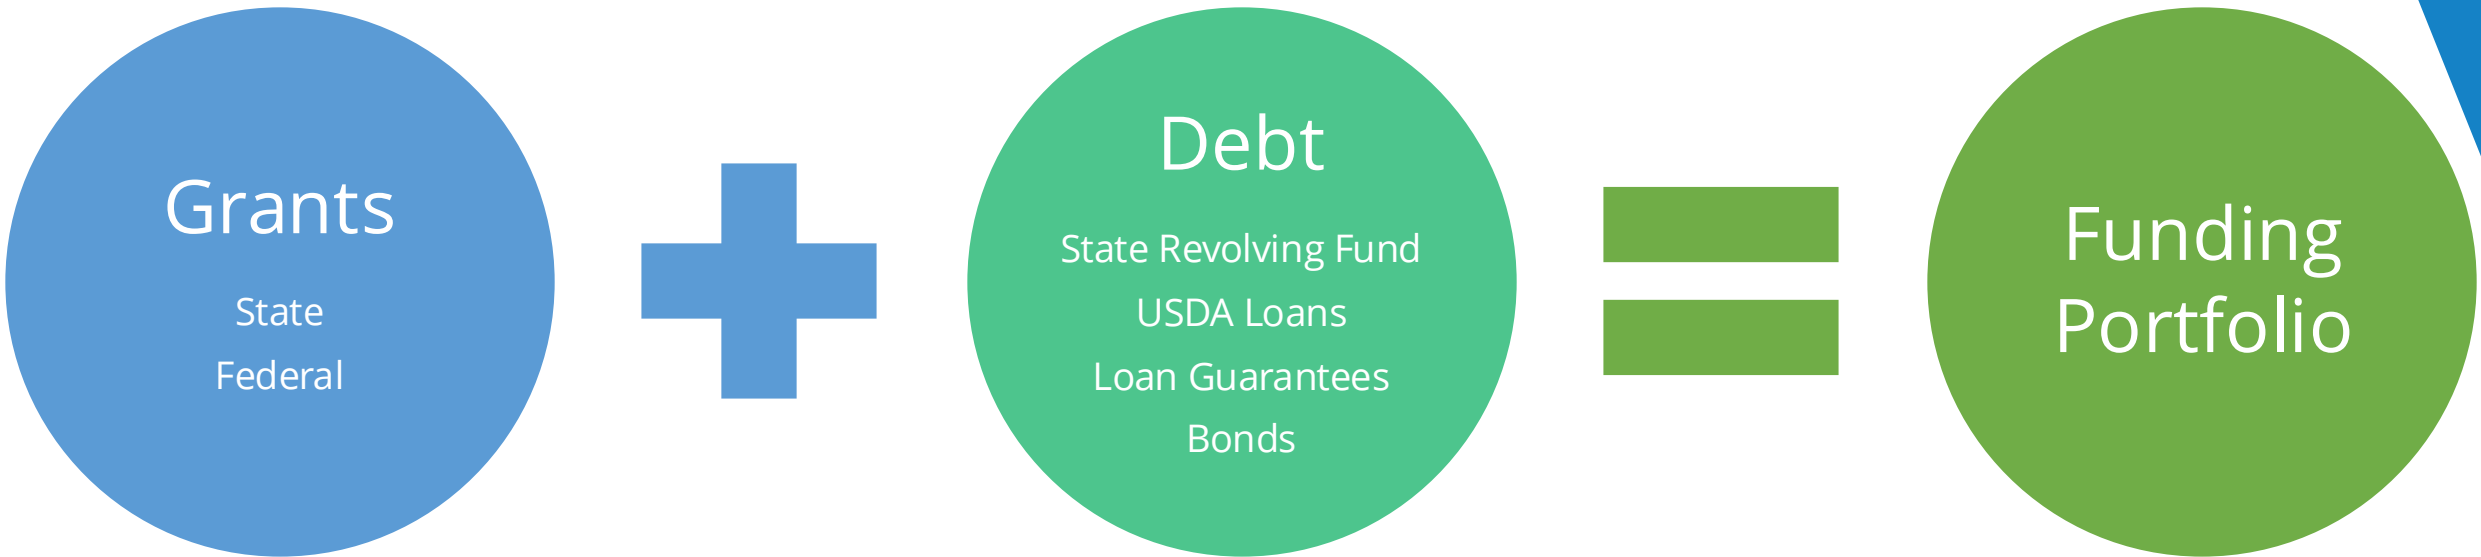 Grants
State
Federal
Debt
State Revolving Fund
USDA Loans
Loan Guarantees
Bonds
Funding
Portfolio